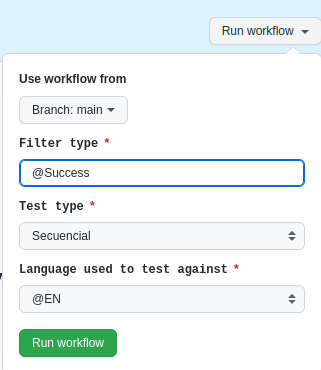 Run workflow
Use workflow from
Branch: main
Filter type *
@Success
Test type *
Secuencial
Language used to test against *
@EN
Run workflow